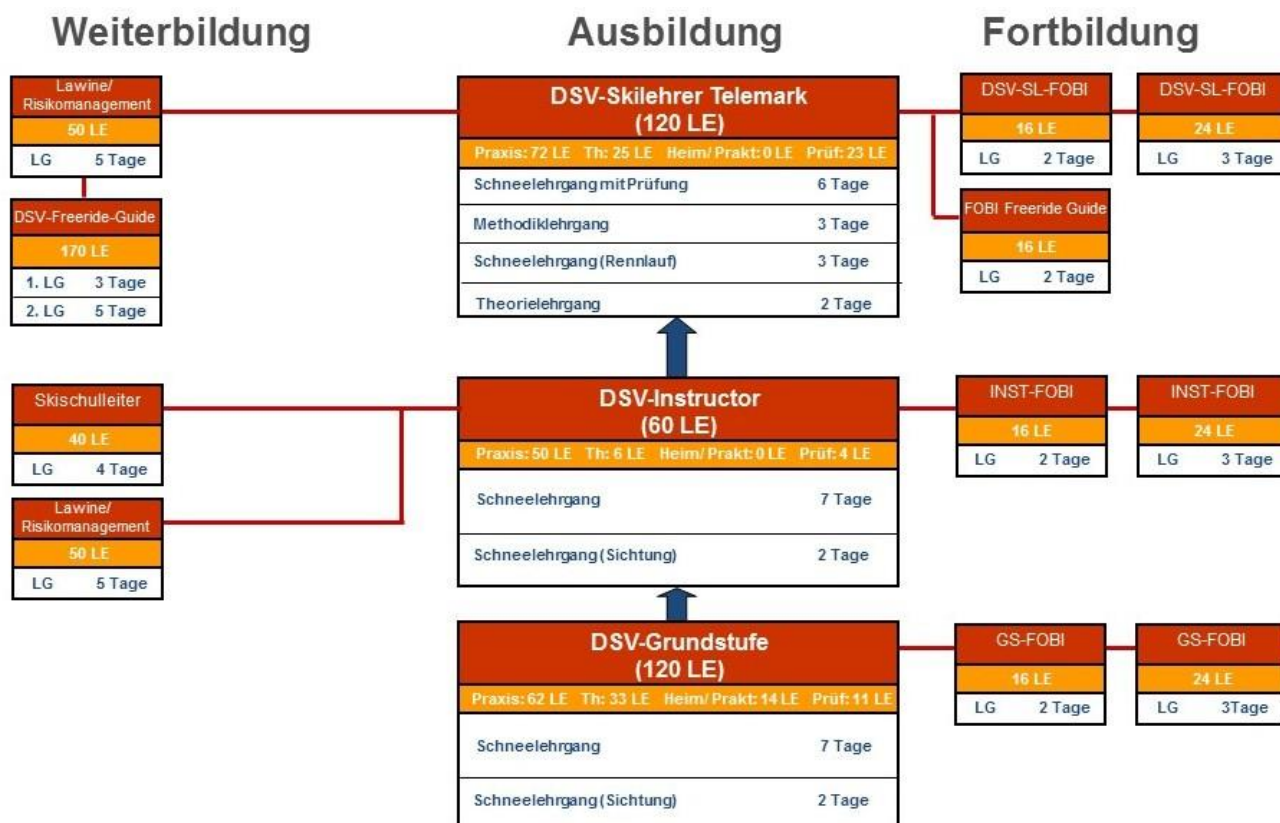 Weiterbildung
Ausbildung
Fortbildung
Lawine/
Risikomanagement
50 LE
LG 5 Tage
DSV-Freeride-Guide
170 LE
1. LG 3 Tage
2. LG 5 Tage
DSV-Skilehrer Telemark
(120 LE)
Praxis: 72 LE Th: 25 LE Heim/ Prakt: 0 LE Prüf: 23 LE
Schneelehrgang mit Prüfung 6 Tage
Methodiklehrgang 3 Tage
Schneelehrgang (Rennlauf) 3 Tage
Theorielehrgang 2 Tage
DSV-SL-FOBI
16 LE
LG 2 Tage
DSV-SL-FOBI
24 LE
LG 3 Tage
FOBI Freeride Guide
16 LE
LG 2 Tage
Skischulleiter
40 LE
LG 4 Tage
Lawine/
Risikomanagement
50 LE
LG 5 Tage
DSV-Instructor
(60 LE)
Praxis: 50 LE Th: 6 LE Heim/ Prakt: 0 LE Prüf: 4 LE
Schneelehrgang 7 Tage
Schneelehrgang (Sichtung) 2 Tage
INST-FOBI
16 LE
LG 2 Tage
INST-FOBI
24 LE
LG 3 Tage
DSV-Grundstufe
(120 LE)
Praxis: 62 LE Th: 33 LE Heim/ Prakt: 14 LE Prüf: 11 LE
Schneelehrgang 7 Tage
Schneelehrgang (Sichtung) 2 Tage
GS-FOBI
16 LE
LG 2 Tage
GS-FOBI
24 LE
LG 3Tage